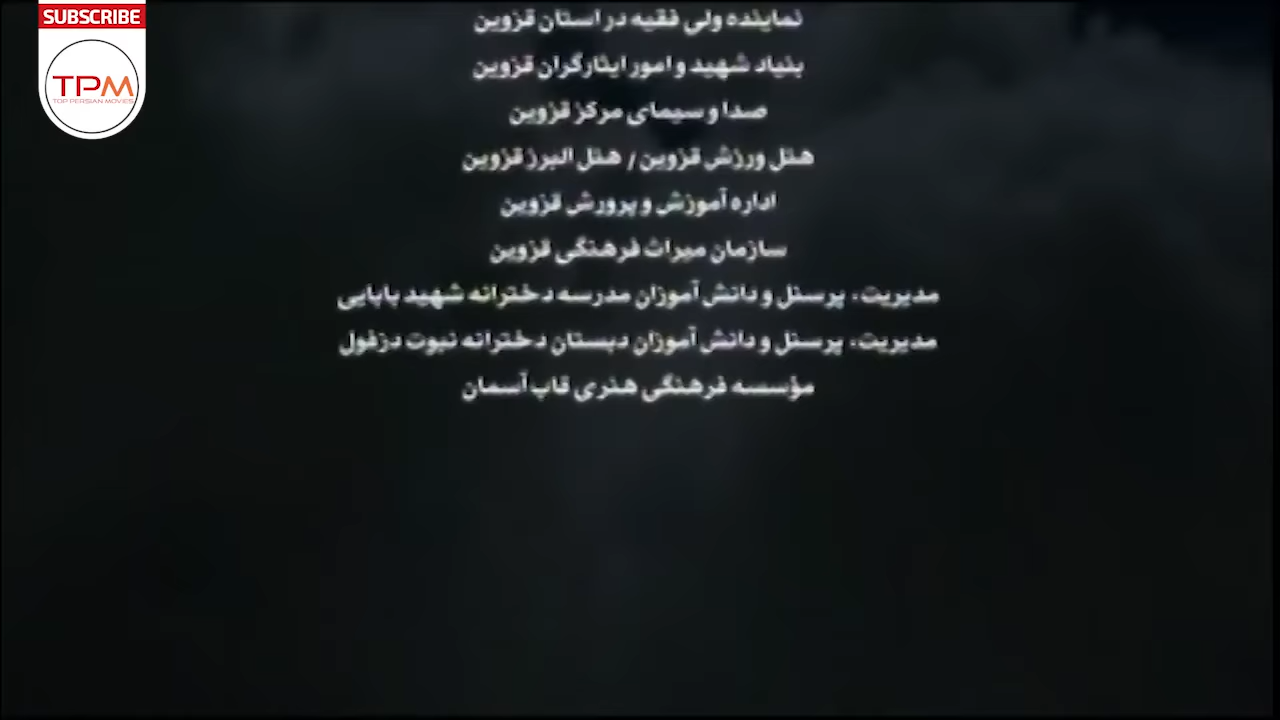 SUBSCRIBE
TPM
TOP PERSIAN MOVIES
نماینده ولی فقیه در استان قزوین
بنیاد شهید و امور ایثارگران قزوین
صدا و سیمای مرکز قزوین
هتل ورزش قزوین / هتل البرز قزوین
اداره آموزش و پرورش قزوین
سازمان میراث فرهنگی قزوین
مدیریت، پرسنل و دانش آموزان مدرسه دخترانه شهید بابایی
مدیریت، پرسنل و دانش آموزان دبستان دخترانه نبوت دزفول
مؤسسه فرهنگی هنری قاب آسمان